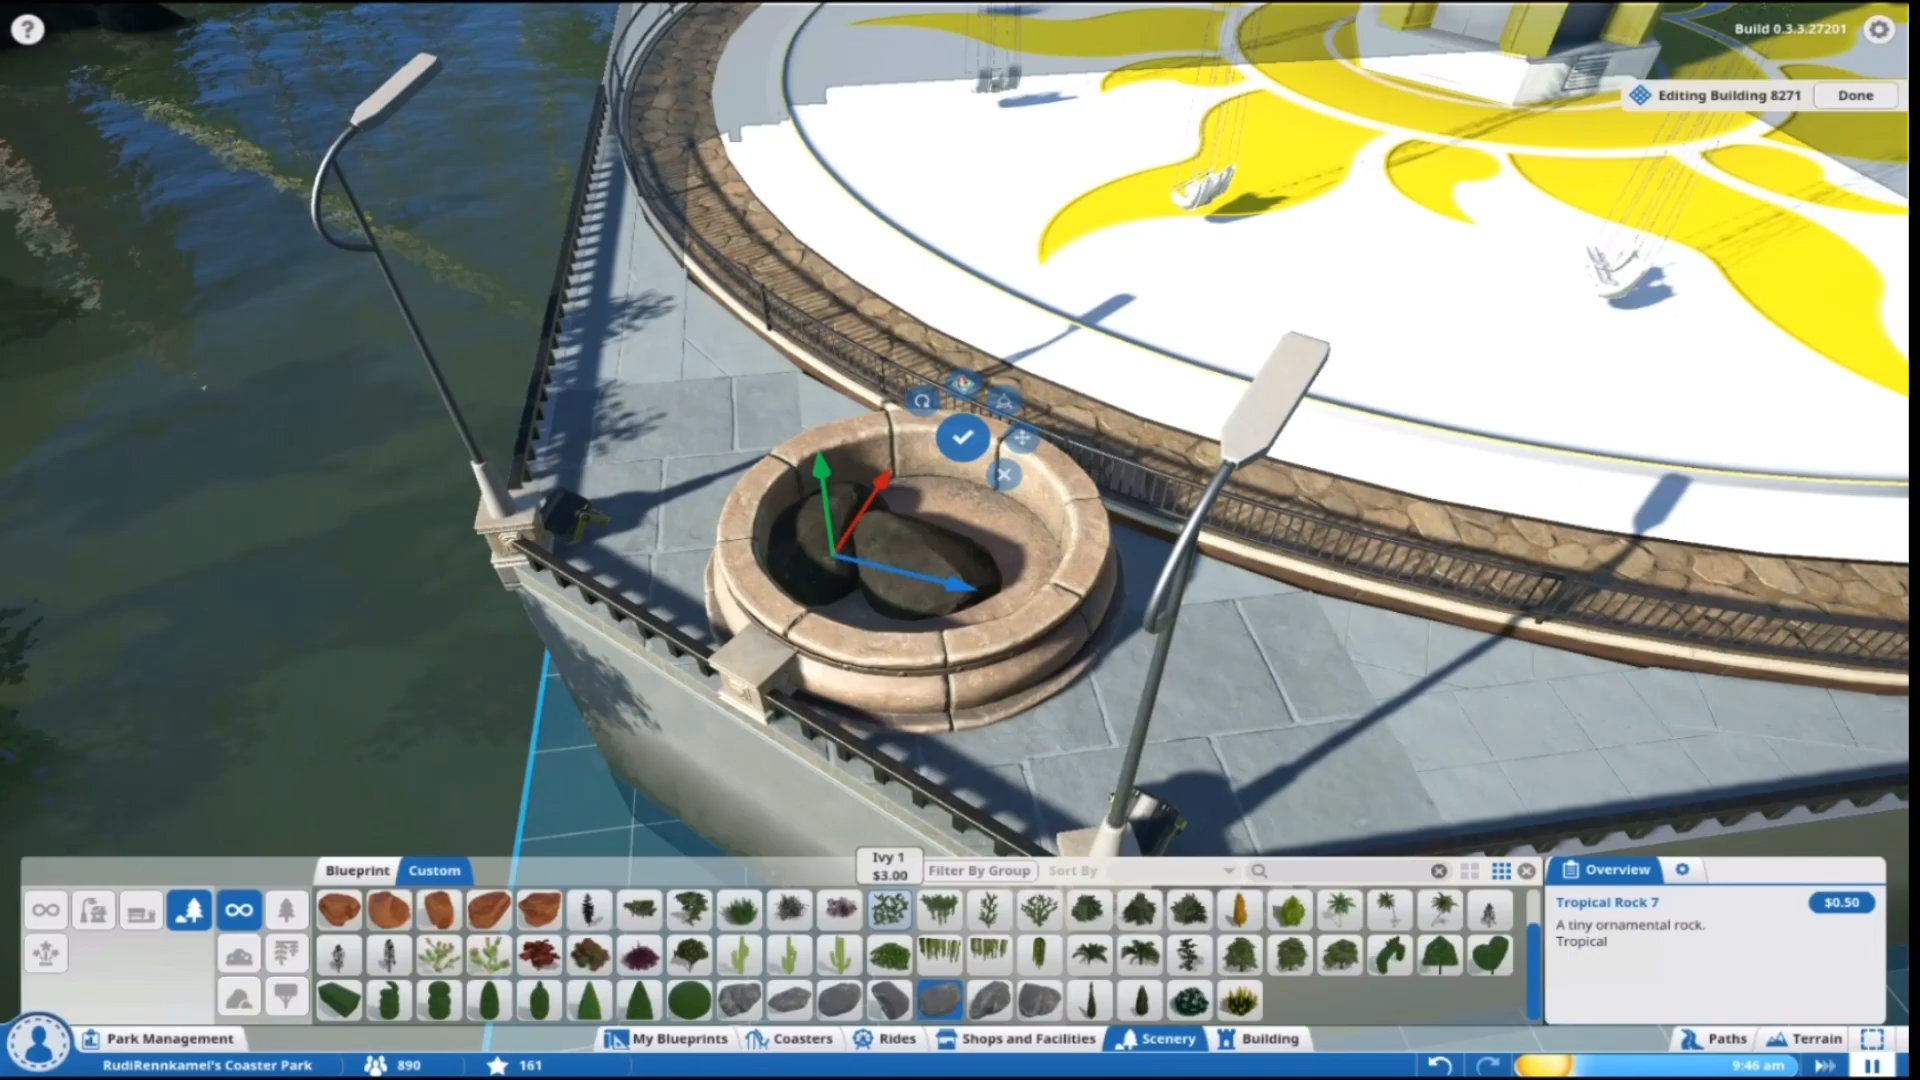 ?
Build 0.3.3.27201
Editing Building 8271
Done
Blueprint
Custom
Ivy 1
$3.00
Filter By Group
Sort By
Overview
Tropical Rock 7
$0.50
A tiny ornamental rock.
Tropical
Park Management
My Blueprints
Coasters
Rides
Shops and Facilities
Scenery
Building
Paths
Terrain
RudiRennkamel's Coaster Park
890
161
9:46 am